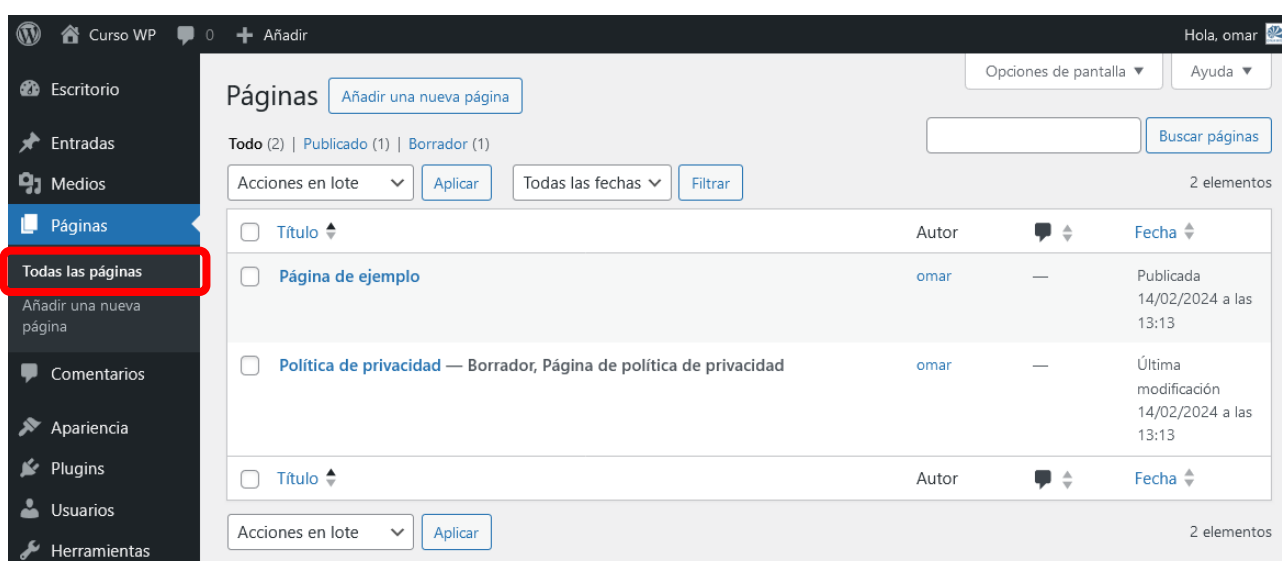 Curso WP 0 + Añadir Hola, omar
Escritorio
Entradas
Medios
Páginas
Todas las páginas
Añadir una nueva
página
Comentarios
Apariencia
Plugins
Usuarios
Herramientas
Opciones de pantalla ▼ Ayuda ▼
Páginas Añadir una nueva página
Todo (2) | Publicado (1) | Borrador (1)
Buscar páginas
Acciones en lote Aplicar Todas las fechas Filtrar 2 elementos
Título Autor Fecha
Página de ejemplo omar — Publicada
14/02/2024 a las
13:13
Política de privacidad — Borrador, Página de política de privacidad omar — Última
modificación
14/02/2024 a las
13:13
Título Autor Fecha
Acciones en lote Aplicar 2 elementos